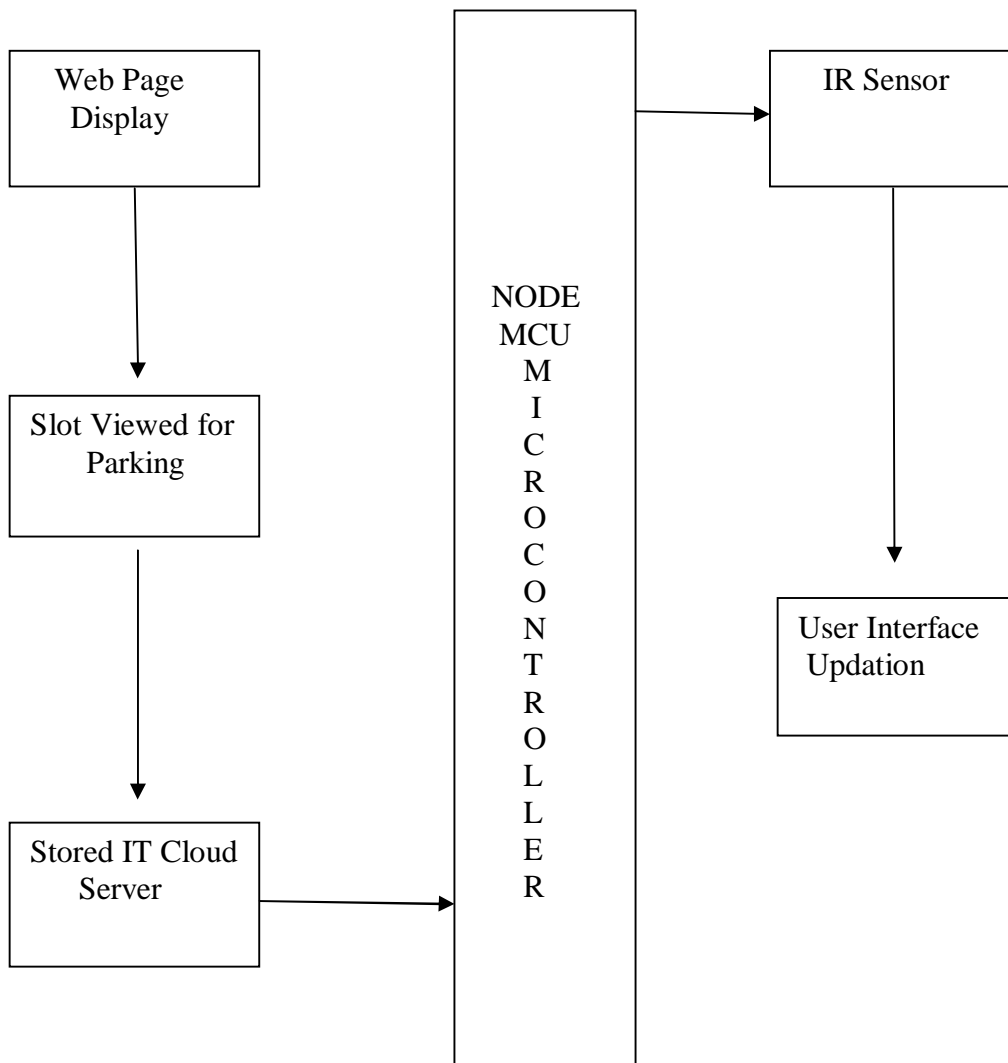 Web Page
Display
Slot Viewed for
Parking
Stored IT Cloud
Server
NODE
MCU
M
I
C
R
O
C
O
N
T
R
O
L
L
E
R
IR Sensor
User Interface
Updation